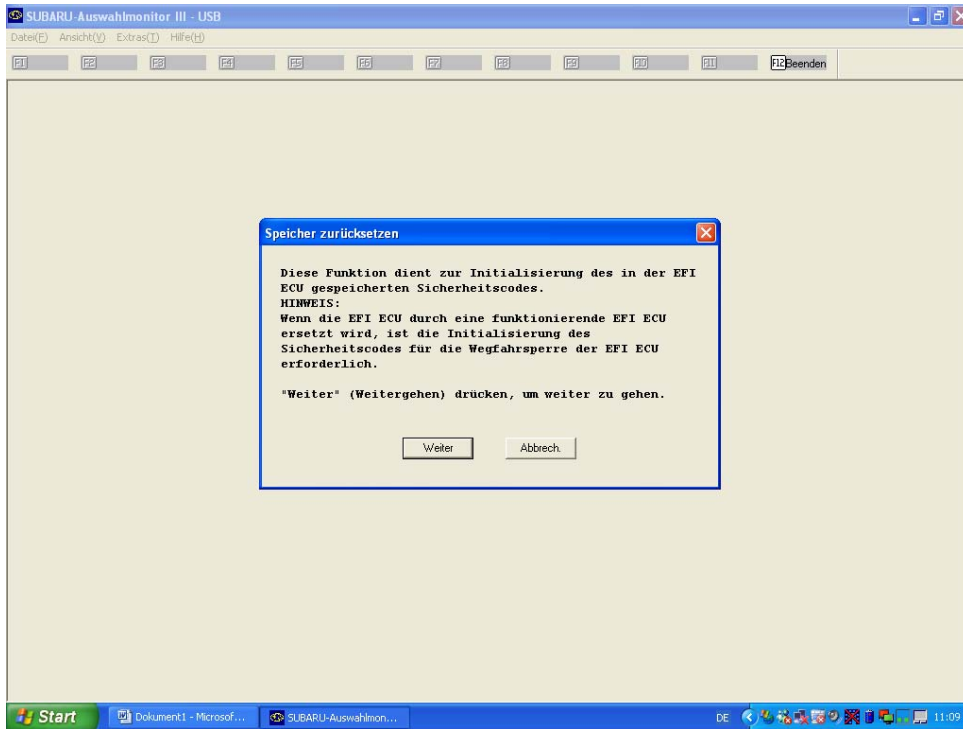 SUBARU-Auswahlmonitor III - USB
Datei(F) Ansicht(V) Extras(T) Hilfe(H)
F1 F2 F3 F4 F5 F6 F7 F8 F9 F10 F11 F12 Beenden
Speicher zurücksetzen
Diese Funktion dient zur Initialisierung des in der EFI
ECU gespeicherten Sicherheitscodes.
HINWEIS:
Wenn die EFI ECU durch eine funktionierende EFI ECU
ersetzt wird, ist die Initialisierung des
Sicherheitscodes für die Wegfahrsperre der EFI ECU
erforderlich.
"Weiter" (Weitergehen) drücken, um weiter zu gehen.
Weiter Abbrech.
Start Dokument1 - Microsof... SUBARU-Auswahlmon... DE 11:09